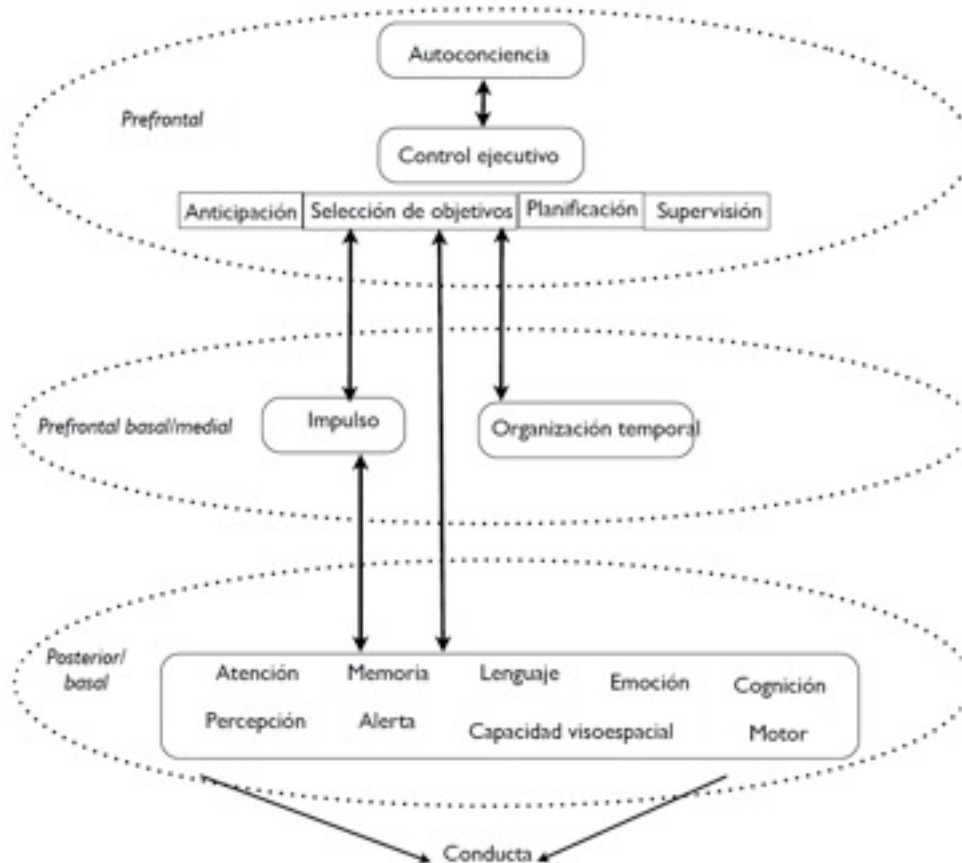 Autoconciencia
Prefrontal
Control ejecutivo
Anticipación Selección de objetivos Planificación Supervisión
Prefrontal basal/medial
Impulso
Organización temporal
Posterior/
basal
Atención Memoria Lenguaje Emoción Cognición
Percepción Alerta Capacidad visoespacial Motor
Conducta